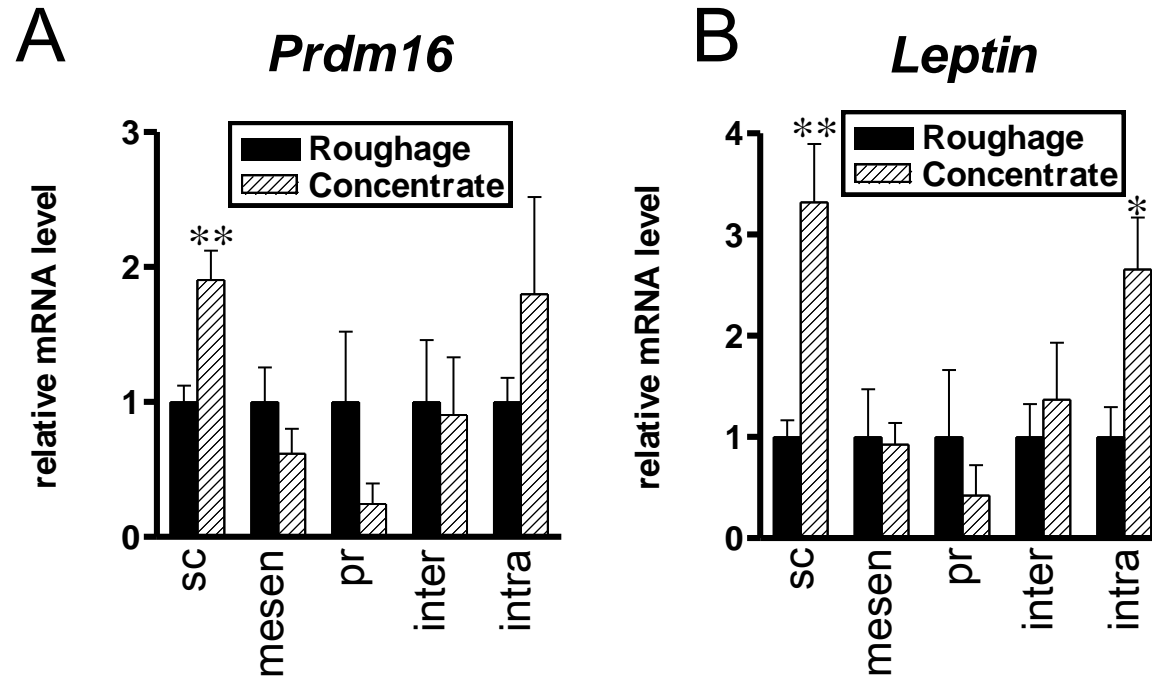 A
Prdm16
relative mRNA level
3
2
1
0
Roughage
Concentrate
**
sc
mesen
pr
inter
intra
B
Leptin
relative mRNA level
4
3
2
1
0
Roughage
Concentrate
**
*
sc
mesen
pr
inter
intra